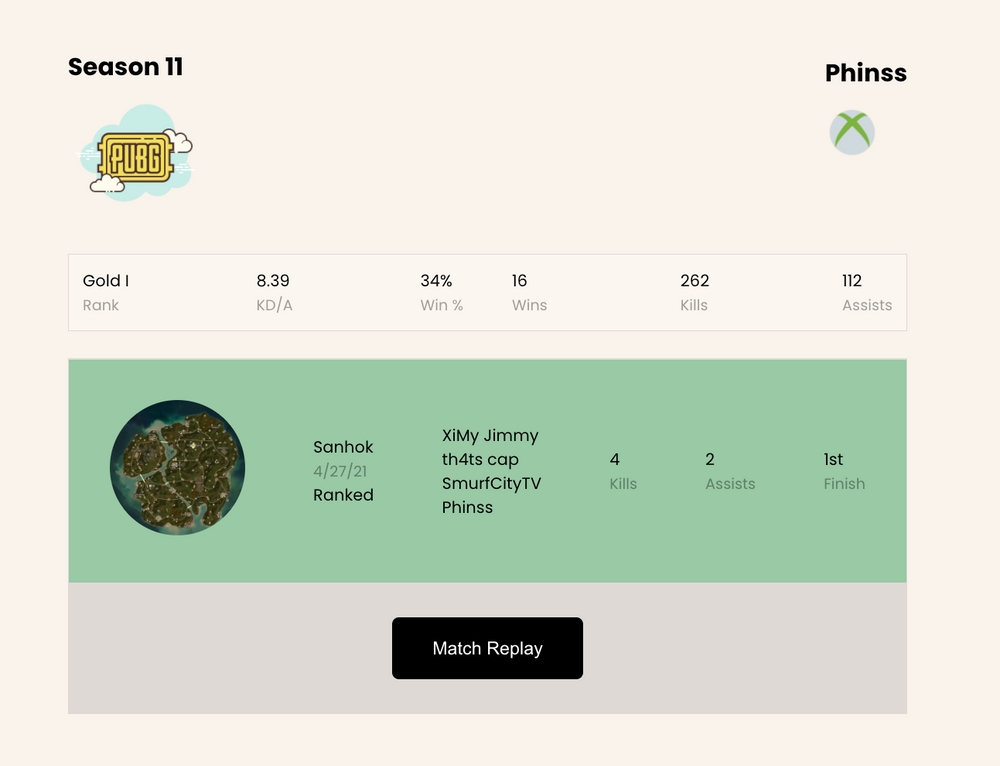 Season 11
Phinss
PUBG
Gold I
Rank
8.39
KD/A
34%
Win %
16
Wins
262
Kills
112
Assists
Sanhok
4/27/21
Ranked
XiMy Jimmy
th4ts cap
SmurfCityTV
Phinss
4
Kills
2
Assists
1st
Finish
Match Replay